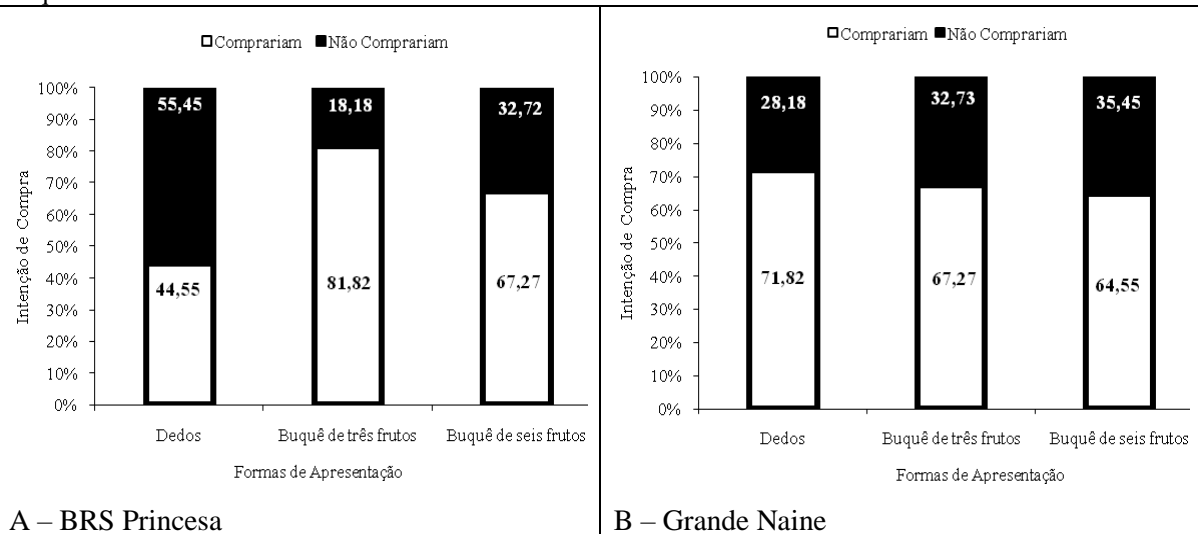 Comprariam Não Comprariam
100%
90%
80%
70%
60%
50%
40%
30%
20%
10%
0%
Intenção de Compra
55,45 18,18 32,72
44,55 81,82 67,27
Dedos Buquê de três frutos Buquê de seis frutos
Formas de Apresentação
A – BRS Princesa
Comprariam Não Comprariam
100%
90%
80%
70%
60%
50%
40%
30%
20%
10%
0%
Intenção de Compra
28,18 32,73 35,45
71,82 67,27 64,55
Dedos Buquê de três frutos Buquê de seis frutos
Formas de Apresentação
B – Grande Naine